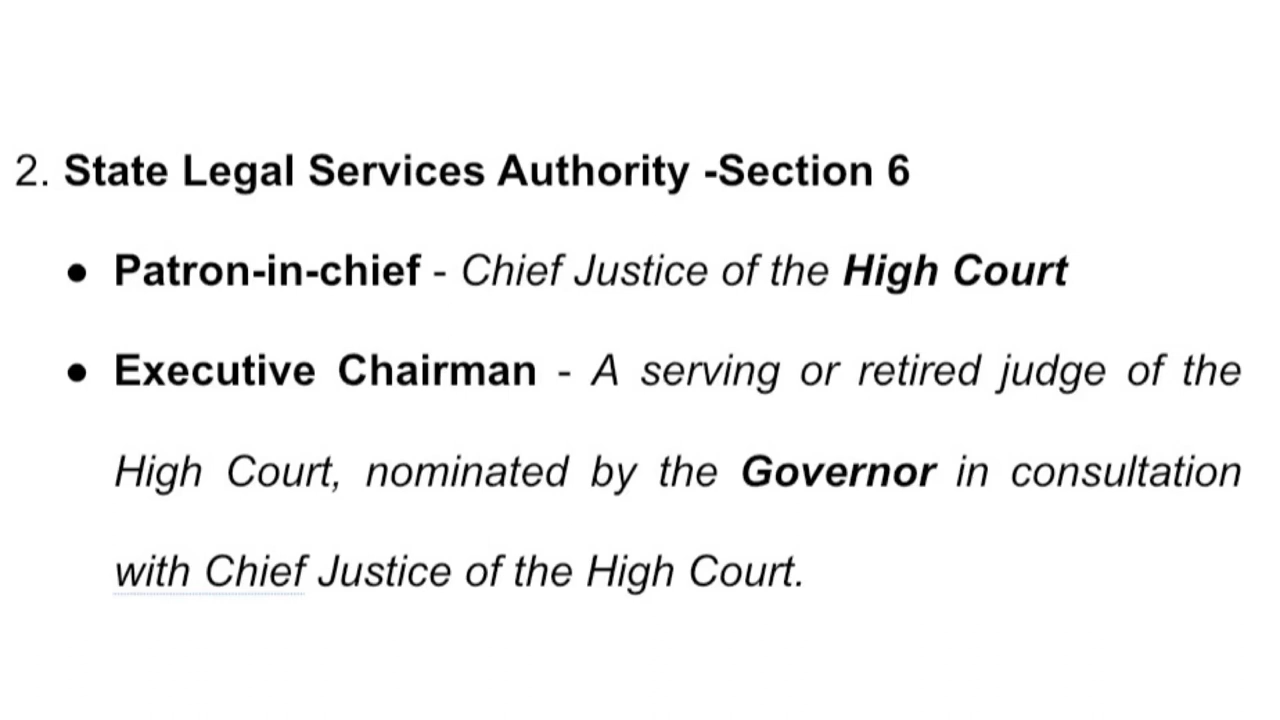 2. State Legal Services Authority -Section 6
● Patron-in-chief - Chief Justice of the High Court
● Executive Chairman - A serving or retired judge of the
High Court, nominated by the Governor in consultation
with Chief Justice of the High Court.